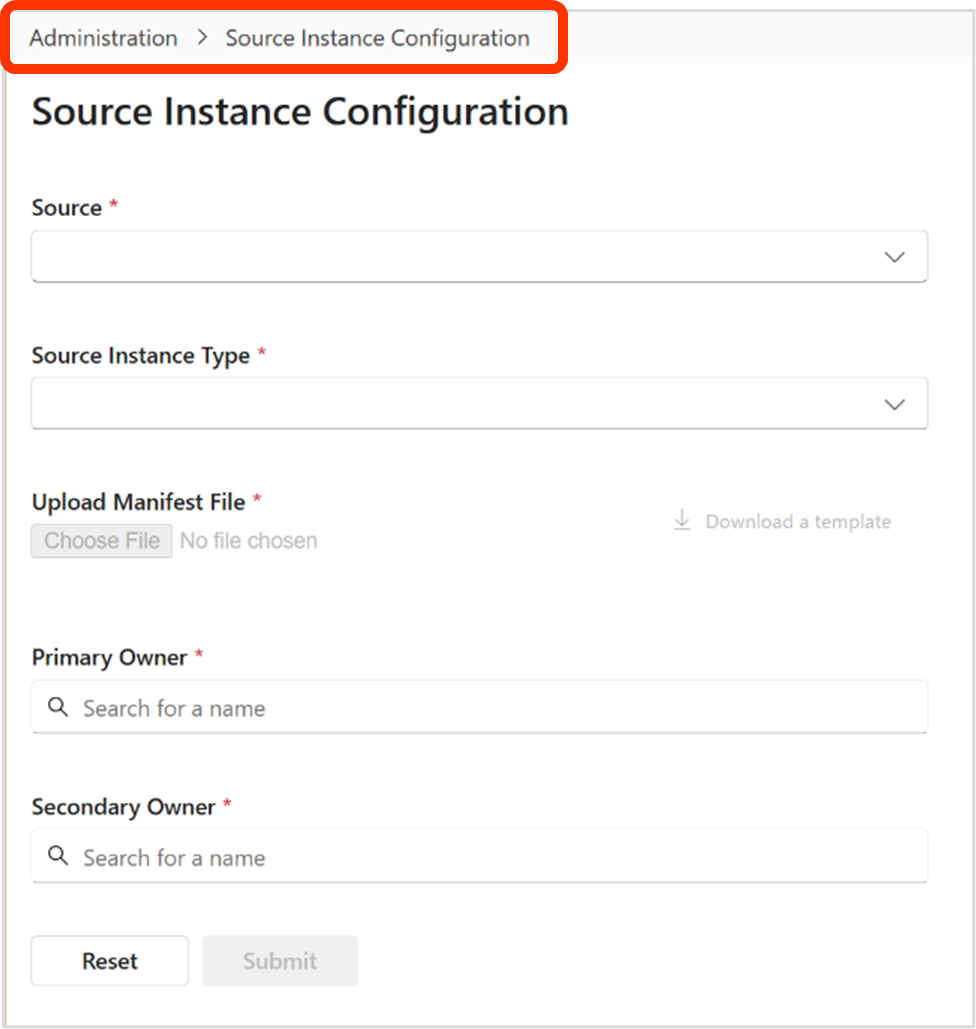 Administration > Source Instance Configuration
Source Instance Configuration
Source *
Source Instance Type *
Upload Manifest File *
Choose File No file chosen
Download a template
Primary Owner *
Search for a name
Secondary Owner *
Search for a name
Reset Submit